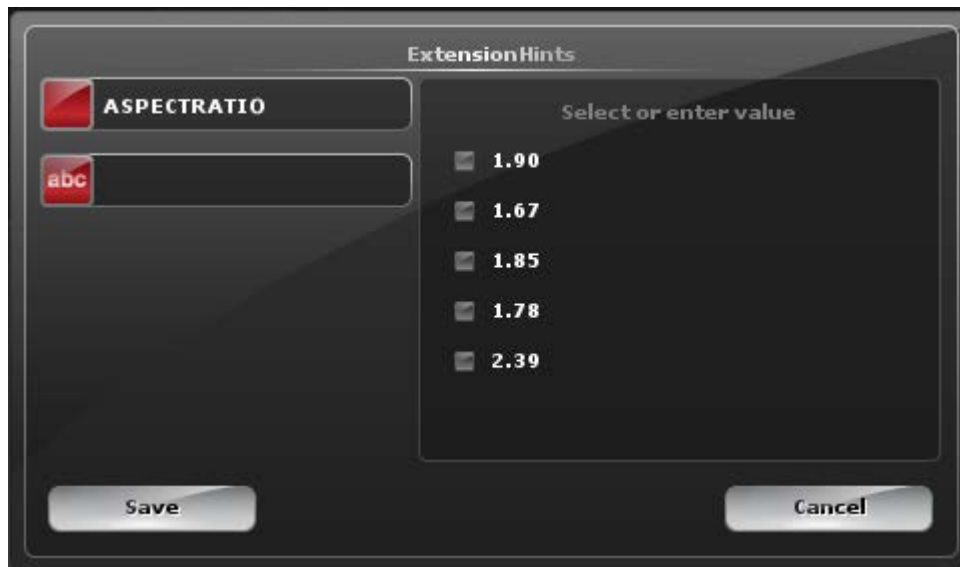 ExtensionHints
ASPECTRATIO
abc
Select or enter value
1.90
1.67
1.85
1.78
2.39
Save
Cancel